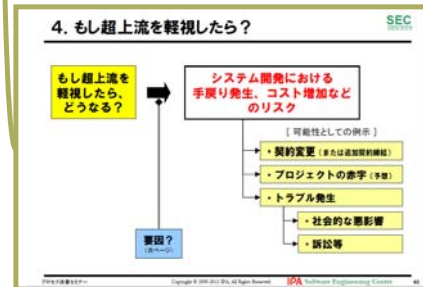 4. もし超上流を軽視したら?
SEC
もし超上流を
軽視したら、
どうなる?
システム開発における
手戻り発生、コスト増加など
のリスク
[ 可能性としての例示 ]
・契約変更(または追加契約締結)
・プロジェクトの赤字(予想)
・トラブル発生
・社会的な悪影響
・訴訟等
要因?
(次ページ)
IPA Software Engineering Center